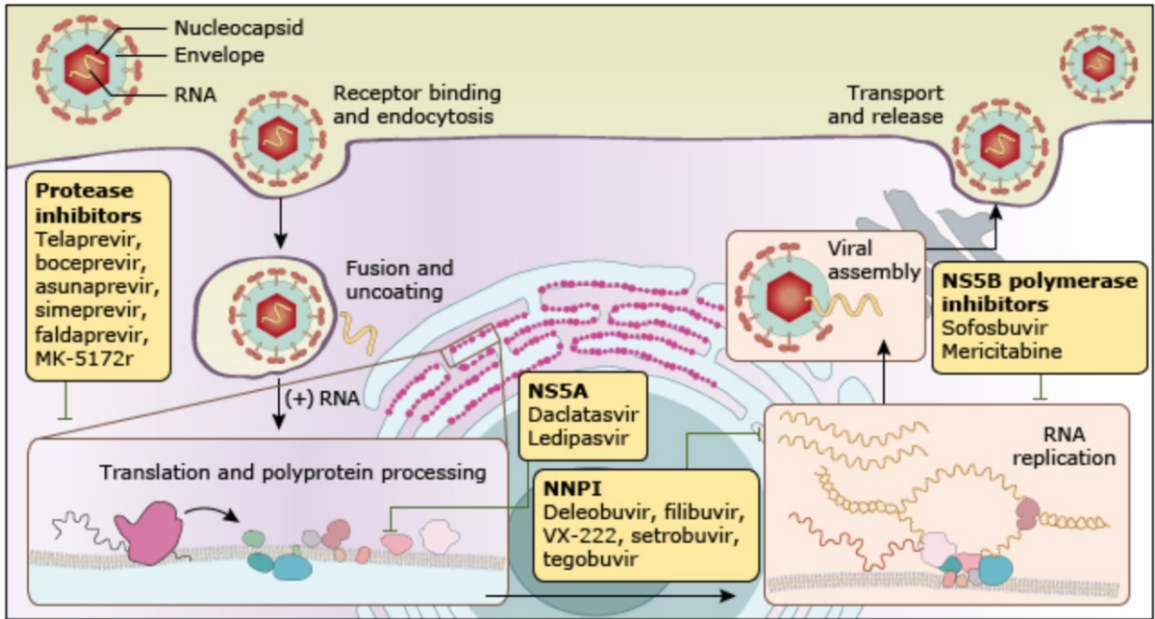 Nucleocapsid
Envelope
RNA
Receptor binding
and endocytosis
Transport
and release
Protease
inhibitors
Telaprevir,
boceprevir,
asunaprevir,
simeprevir,
faldaprevir,
MK-5172r
Fusion and
uncoating
(+) RNA
Viral
assembly
NS5B polymerase
inhibitors
Sofosbuvir
Mericitabine
NS5A
Daclatasvir
Ledipasvir
Translation and polyprotein processing
NNPI
Deleobuvir, filibuvir,
VX-222, setrobuvir,
tegobuvir
RNA
replication